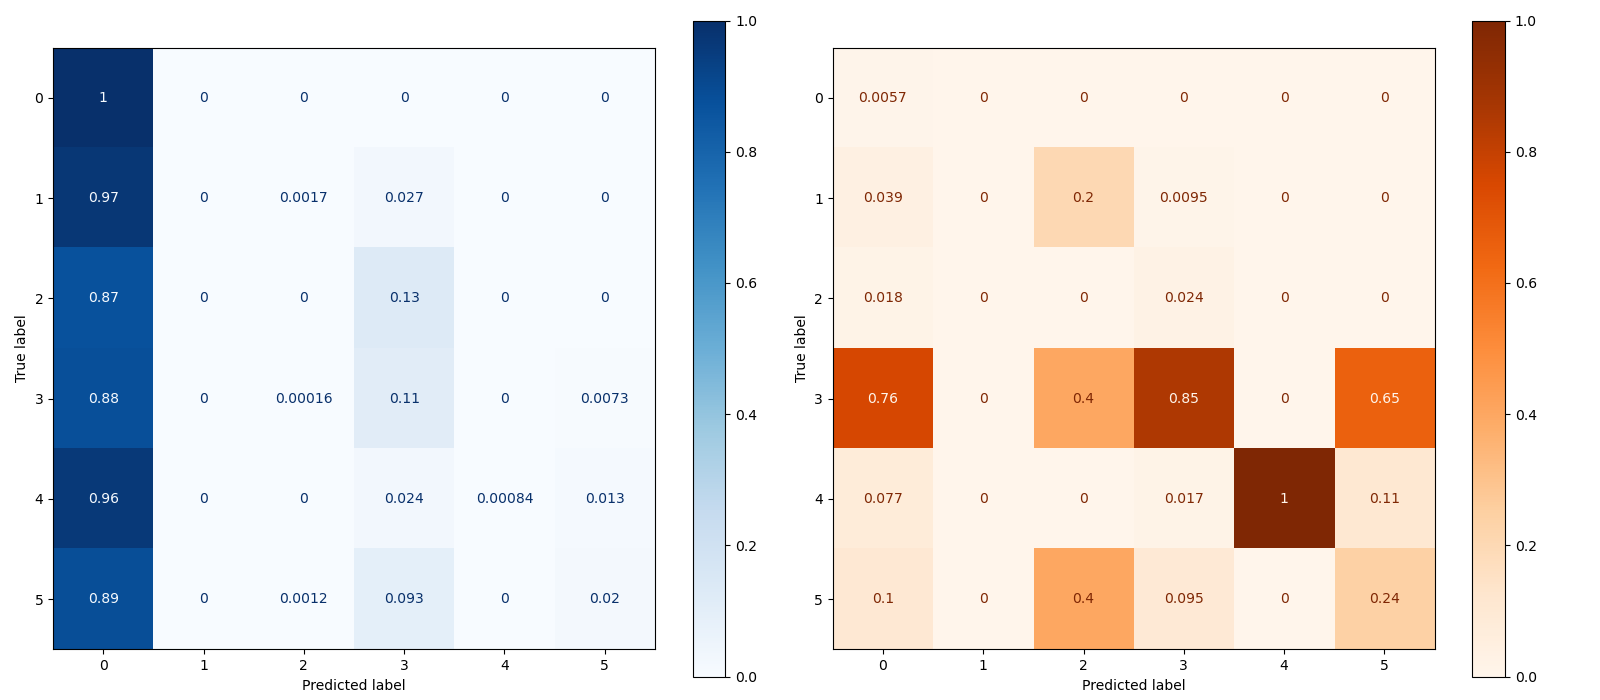 1.0
0.8
0.6
0.4
0.2
0.0
0 1 0 0 0 0 0
1 0.97 0 0.0017 0.027 0 0
2 0.87 0 0 0.13 0 0
3 0.88 0 0.00016 0.11 0 0.0073
4 0.96 0 0 0.024 0.00084 0.013
5 0.89 0 0.0012 0.093 0 0.02
0 1 2 3 4 5
True label
Predicted label
1.0
0.8
0.6
0.4
0.2
0.0
0 0.0057 0 0 0 0 0
1 0.039 0 0.2 0.0095 0 0
2 0.018 0 0 0.024 0 0
3 0.76 0 0.4 0.85 0 0.65
4 0.077 0 0 0.017 1 0.11
5 0.1 0 0.4 0.095 0 0.24
0 1 2 3 4 5
True label
Predicted label